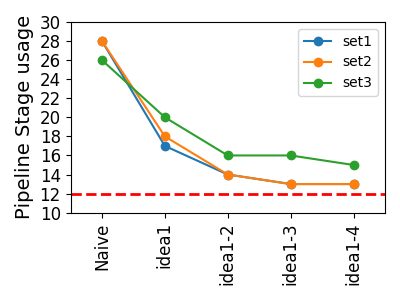 Pipeline Stage usage
30
28
26
24
22
20
18
16
14
12
10
set1
set2
set3
Naive
idea1
idea1-2
idea1-3
idea1-4